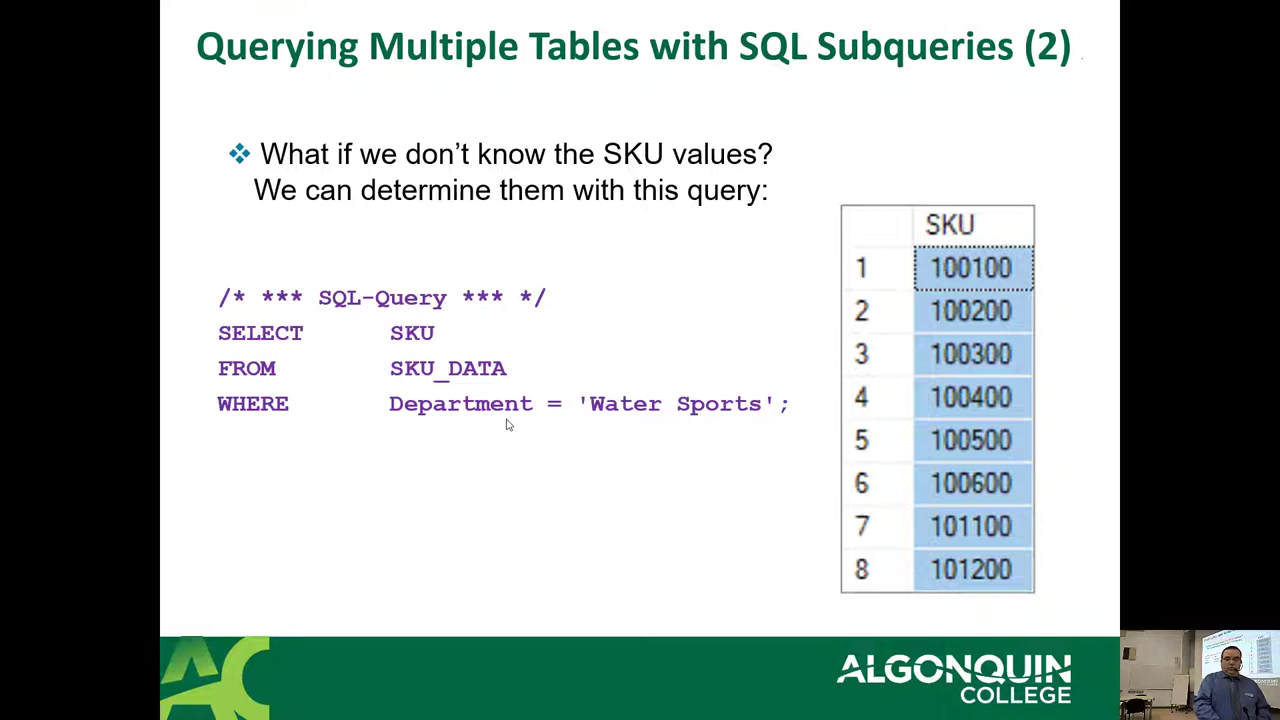 Querying Multiple Tables with SQL Subqueries (2)
What if we don't know the SKU values?
We can determine them with this query:
/* *** SQL-Query *** */
SELECT SKU
FROM SKU_DATA
WHERE Department = 'Water Sports';
SKU
1 100100
2 100200
3 100300
4 100400
5 100500
6 100600
7 101100
8 101200
AC
ALGONQUIN
COLLEGE